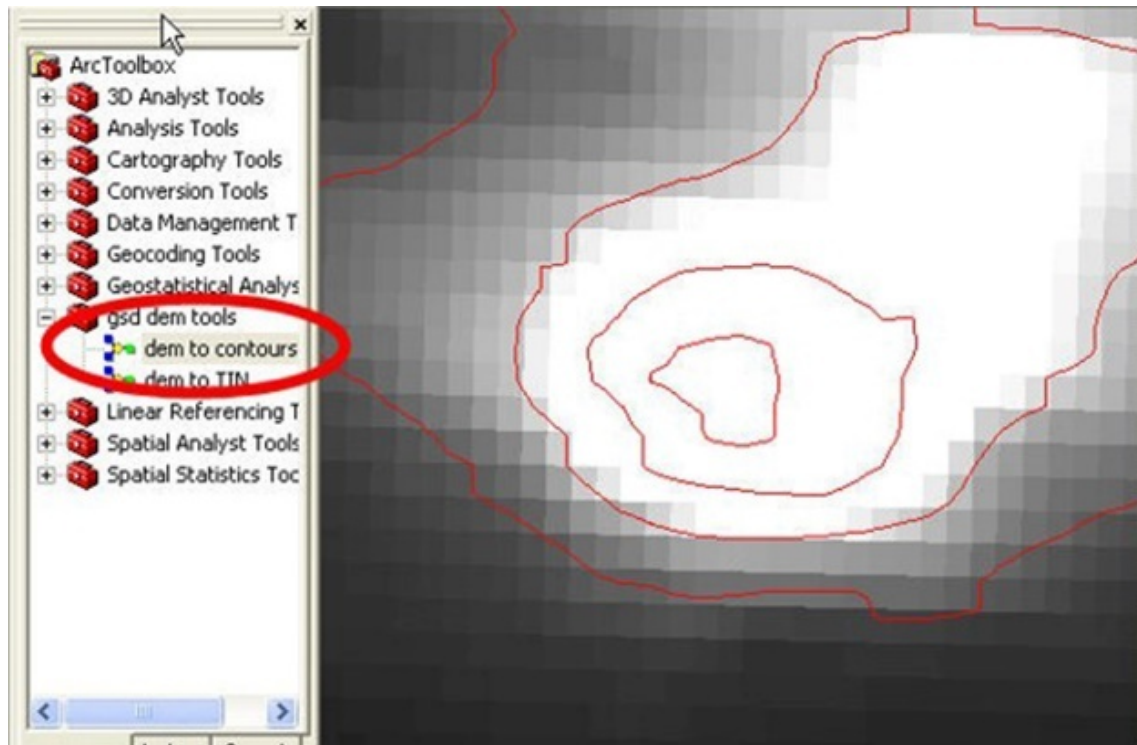 ArcToolbox
3D Analyst Tools
Analysis Tools
Cartography Tools
Conversion Tools
Data Management T
Geocoding Tools
Geostatistical Analys
gsd dem tools
dem to contours
dem to TIN
Linear Referencing T
Spatial Analyst Tools
Spatial Statistics Toc